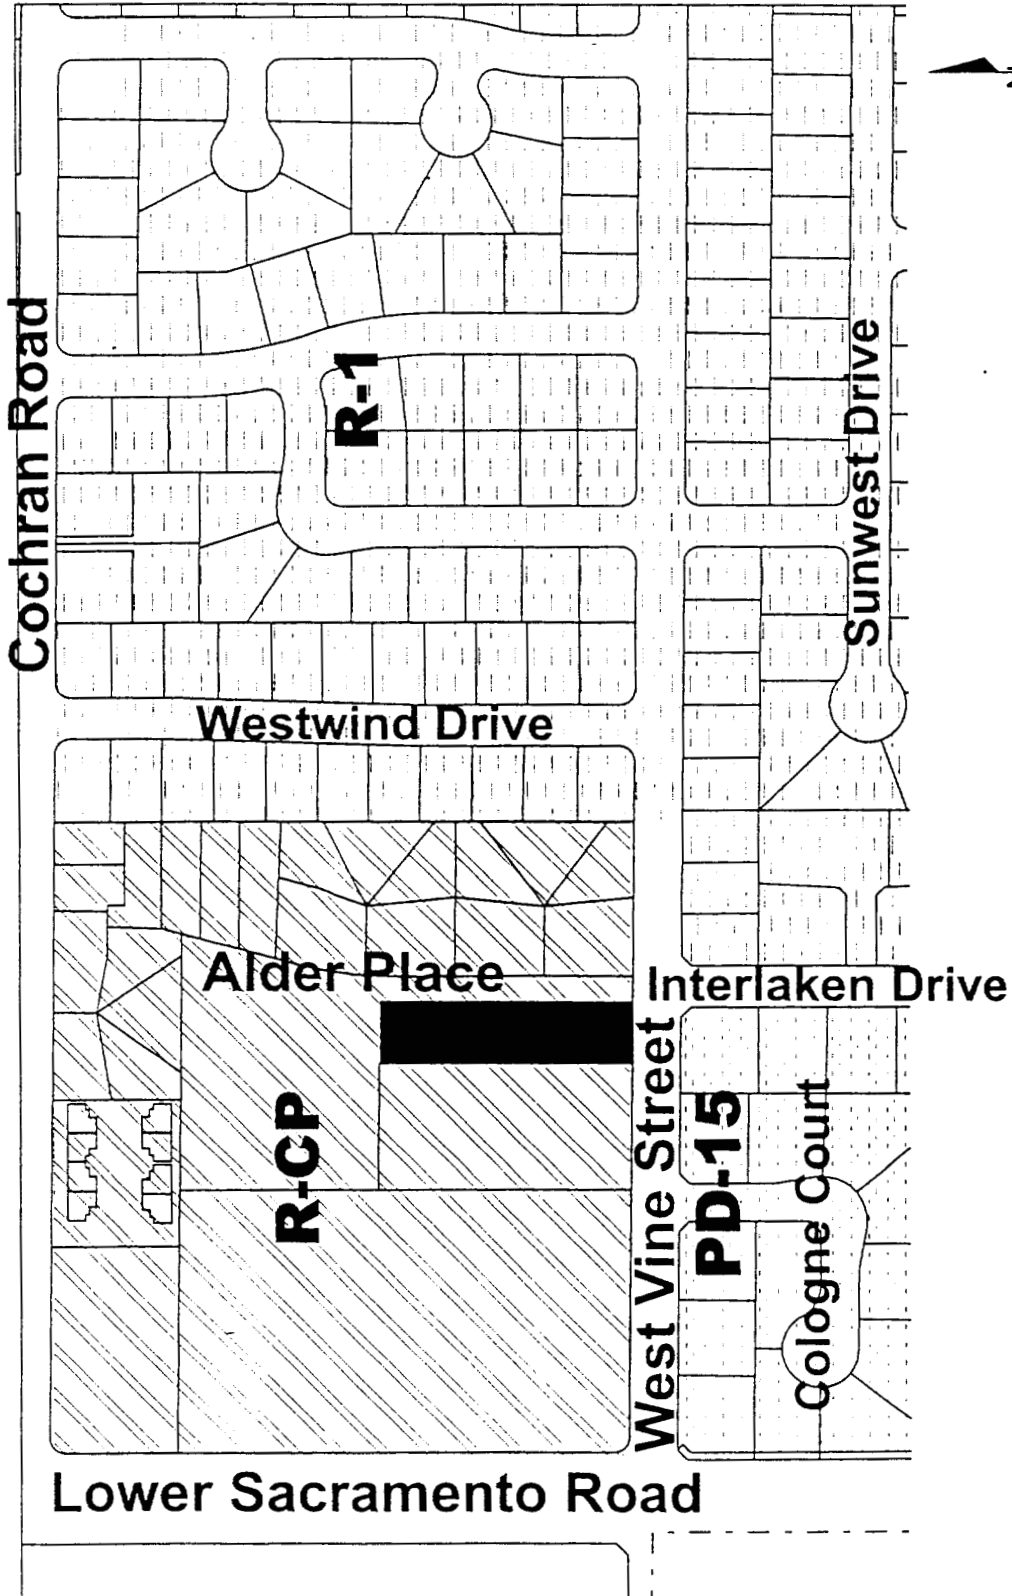 Cochran Road
R-1
Sunwest Drive
Westwind Drive
Alder Place
Interlaken Drive
R-CP
West Vine Street
PD-15
Cologne Court
Lower Sacramento Road